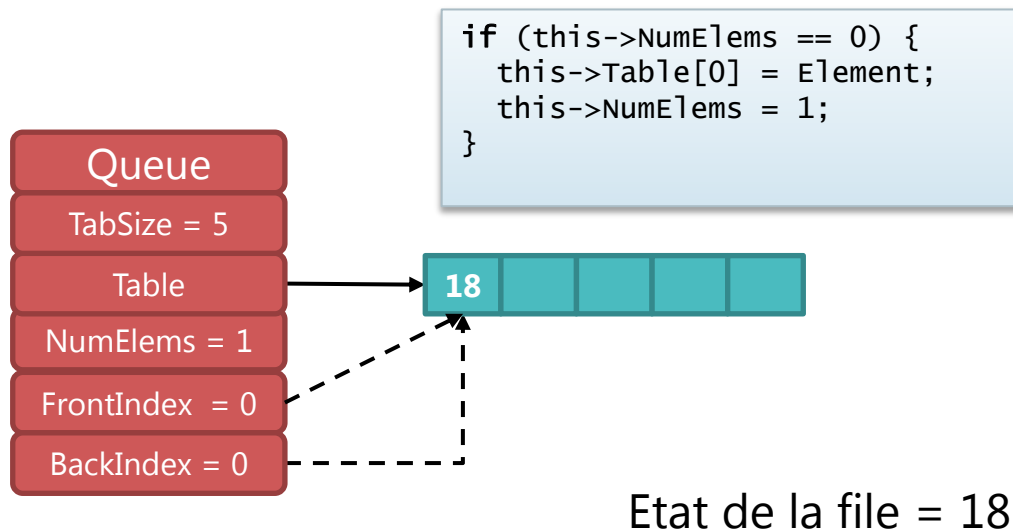 if (this->NumElems == 0) {
this->Table[0] = Element;
this->NumElems = 1;
}
Queue
TabSize = 5
Table
18
NumElems = 1
FrontIndex = 0
BackIndex = 0
Etat de la file = 18